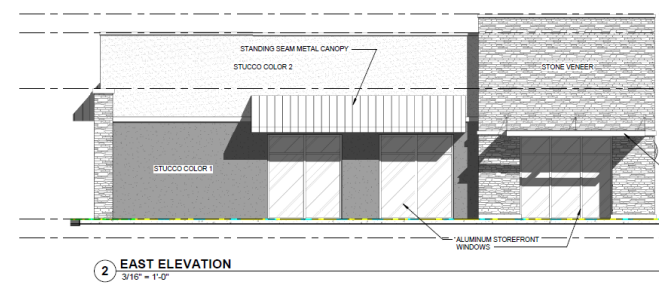 STANDING SEAM METAL CANOPY
STUCCO COLOR 2
STONE VENEER
STUCCO COLOR 1
ALUMINUM STOREFRONT
WINDOWS
2 EAST ELEVATION
3/16" = 1'-0"